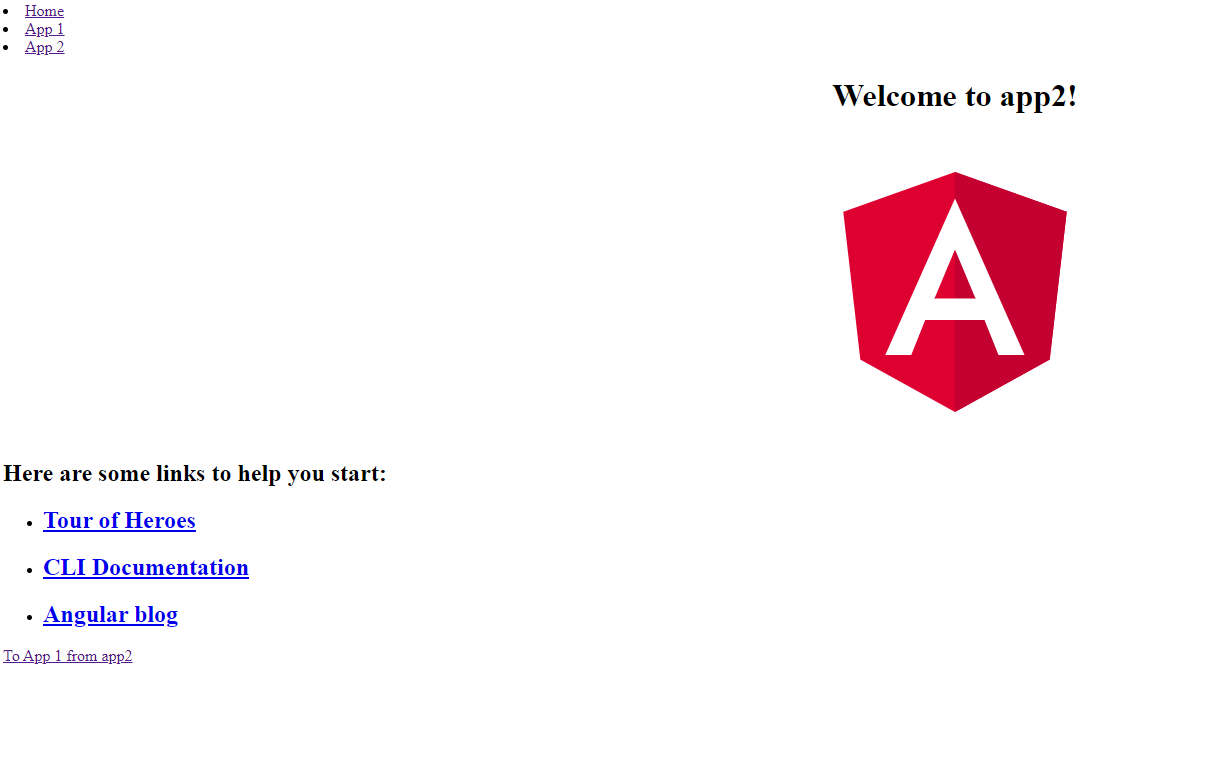 Home
App 1
App 2
Welcome to app2!
A
Here are some links to help you start:
Tour of Heroes
CLI Documentation
Angular blog
To App 1 from app2